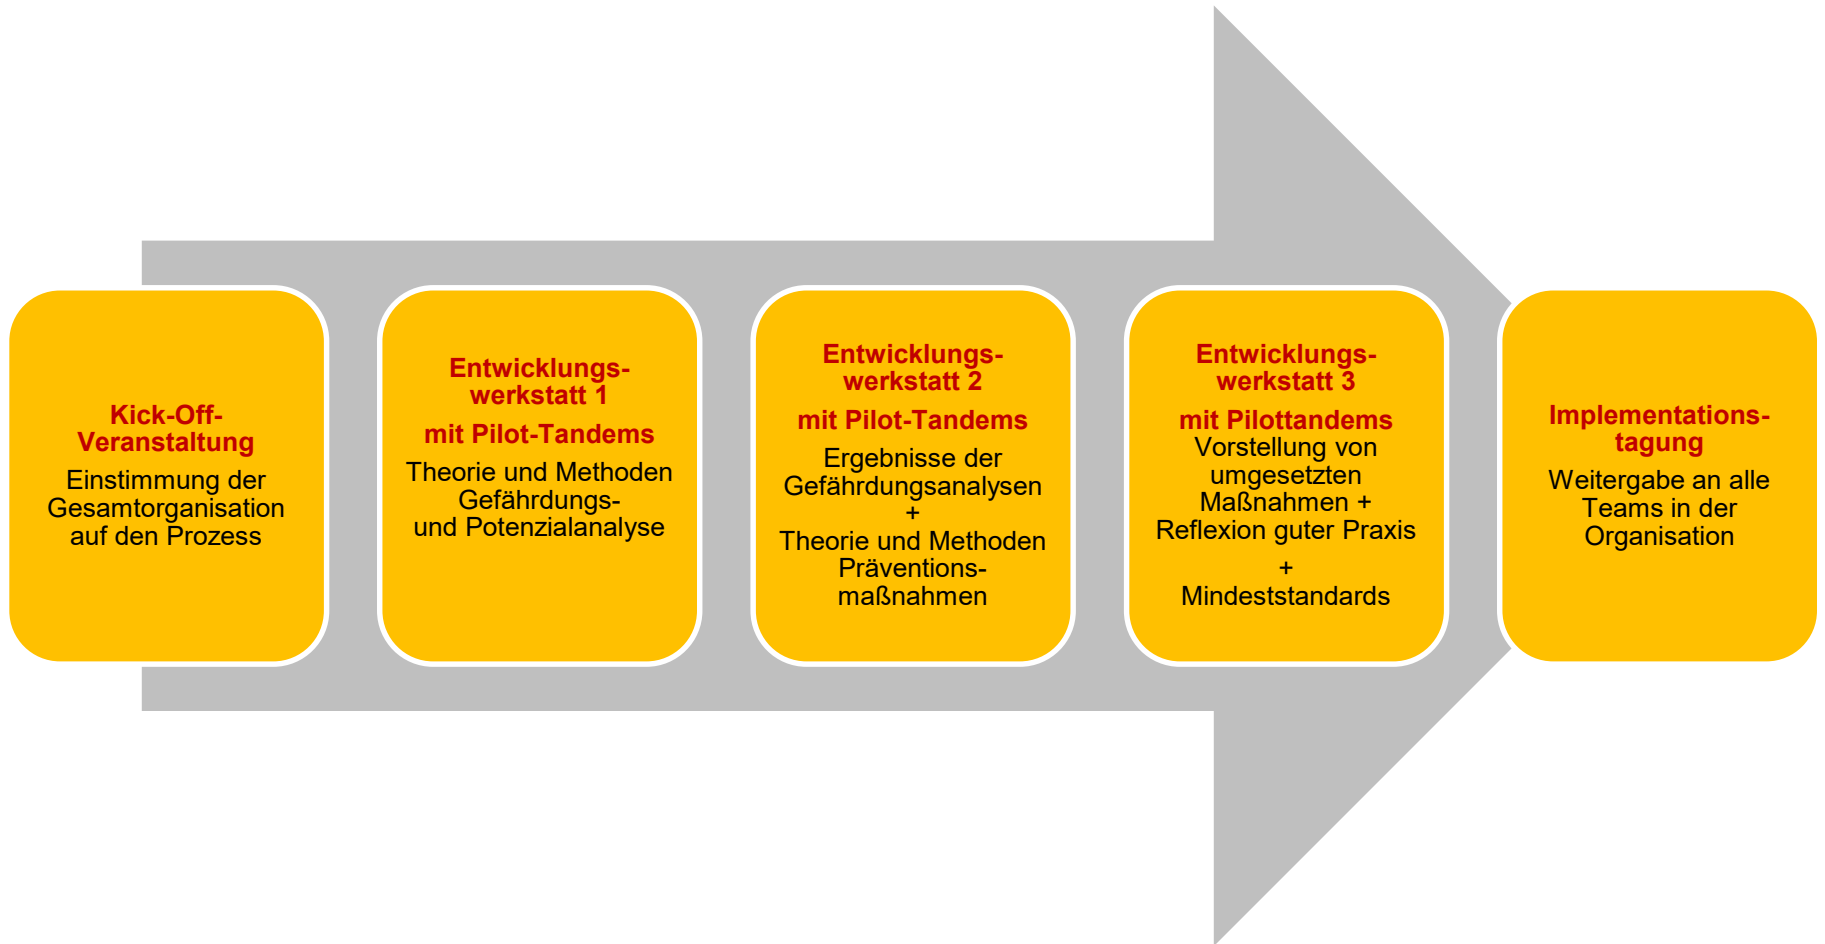 Kick-Off-
Veranstaltung
Einstimmung der
Gesamtorganisation
auf den Prozess
Entwicklungs-
werkstatt 1
mit Pilot-Tandems
Theorie und Methoden
Gefährdungs-
und Potenzialanalyse
Entwicklungs-
werkstatt 2
mit Pilot-Tandems
Ergebnisse der
Gefährdungsanalysen
+
Theorie und Methoden
Präventions-
maßnahmen
Entwicklungs-
werkstatt 3
mit Pilottandems
Vorstellung von
umgesetzten
Maßnahmen +
Reflexion guter Praxis
+
Mindeststandards
Implementations-
tagung
Weitergabe an alle
Teams in der
Organisation